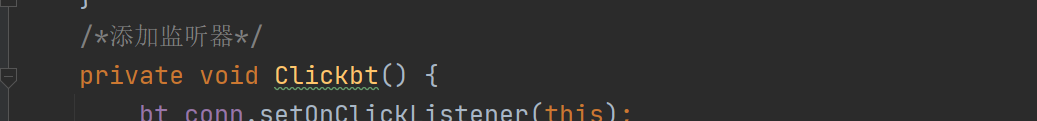 }
/*添加监听器*/
private void Clickbt() {
bt_conn.setOnClickListener(this);